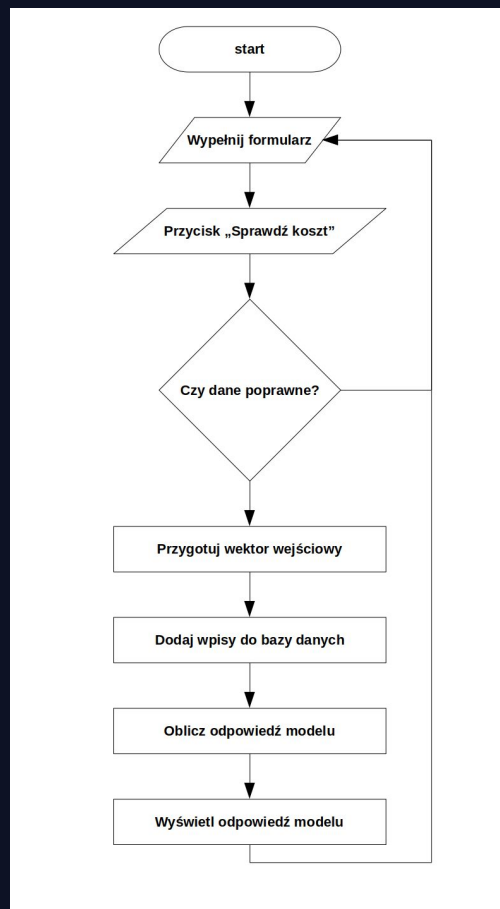 start
Wypełnij formularz
Przycisk „Sprawdź koszt”
Czy dane poprawne?
Przygotuj wektor wejściowy
Dodaj wpisy do bazy danych
Oblicz odpowiedź modelu
Wyświetl odpowiedź modelu